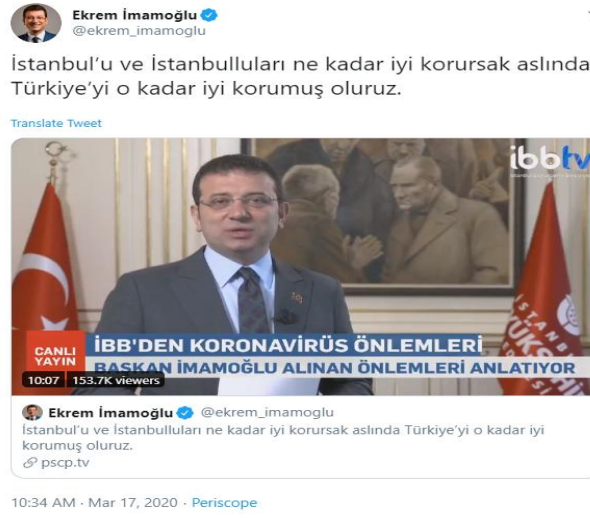 Ekrem İmamoğlu
@ekrem_imamoglu
İstanbul’u ve İstanbulluları ne kadar iyi korursak aslında
Türkiye’yi o kadar iyi korumuş oluruz.
Translate Tweet
ibbtv
CANLI
YAYIN
İBB'DEN KORONAVİRÜS ÖNLEMLERİ
BAŞKAN İMAMOĞLU ALINAN ÖNLEMLERİ ANLATIYOR
10:07 153.7K viewers
Ekrem İmamoğlu @ekrem_imamoglu
İstanbul’u ve İstanbulluları ne kadar iyi korursak aslında Türkiye’yi o kadar iyi
korumuş oluruz.
pscp.tv
10:34 AM · Mar 17, 2020 · Periscope